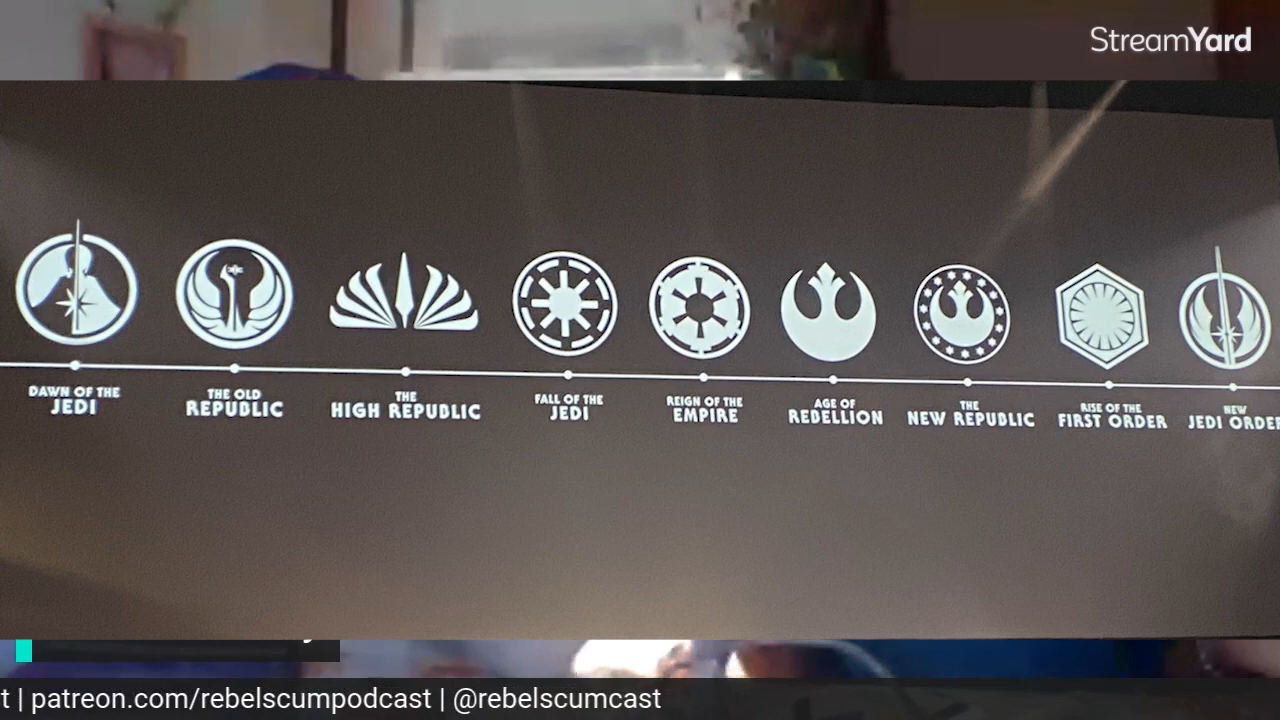 StreamYard
DAWN OF THE
JEDI
THE OLD
REPUBLIC
THE
HIGH REPUBLIC
FALL OF THE
JEDI
REIGN OF THE
EMPIRE
AGE OF
REBELLION
THE
NEW REPUBLIC
RISE OF THE
FIRST ORDER
NEW
JEDI ORDER
t | patreon.com/rebelscumpodcast | @rebelscumcast